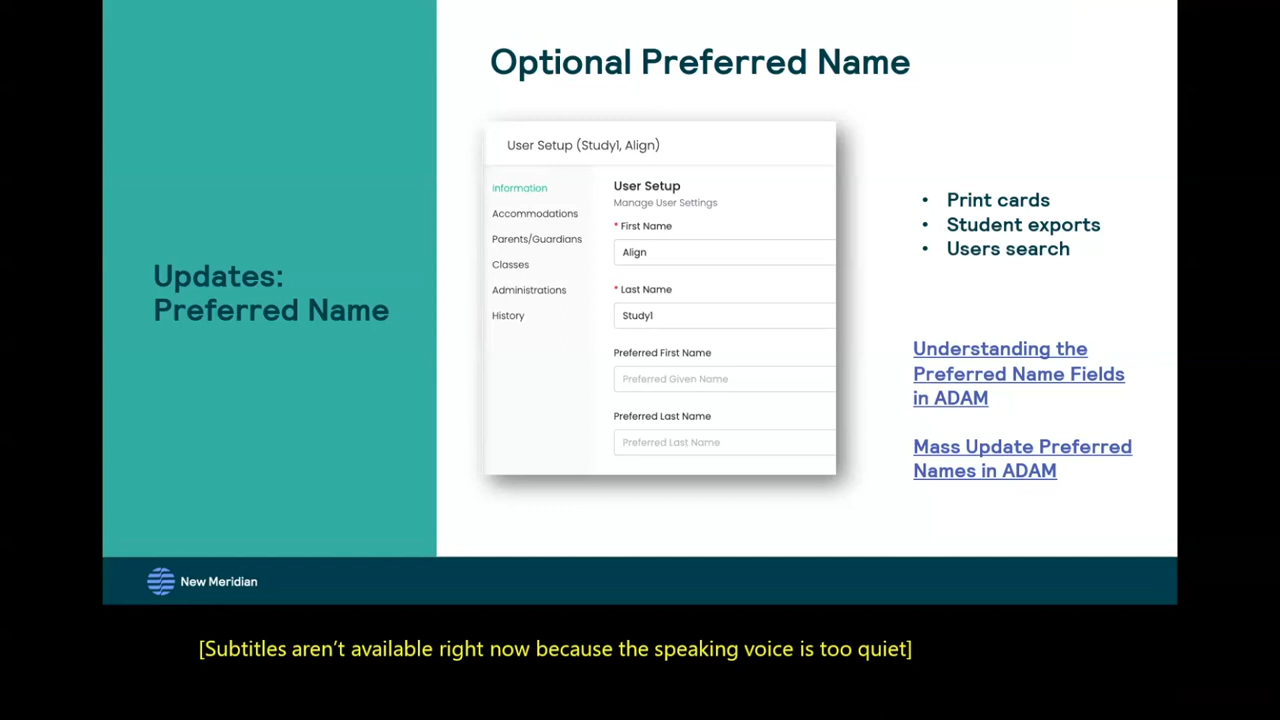 Optional Preferred Name
Updates:
Preferred Name
User Setup (Study1, Align)
Information
Accommodations
Parents/Guardians
Classes
Administrations
History
User Setup
Manage User Settings
* First Name
Align
* Last Name
Study1
Preferred First Name
Preferred Given Name
Preferred Last Name
Preferred Last Name
• Print cards
• Student exports
• Users search
Understanding the
Preferred Name Fields
in ADAM
Mass Update Preferred
Names in ADAM
New Meridian
[Subtitles aren’t available right now because the speaking voice is too quiet]